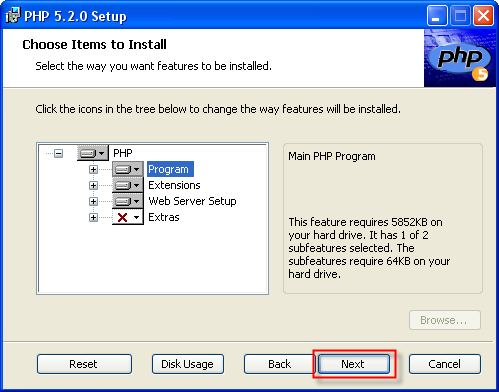 PHP 5.2.0 Setup
Choose Items to Install
Select the way you want features to be installed.
php
5
Click the icons in the tree below to change the way features will be installed.
PHP
Program
Extensions
Web Server Setup
Extras
Main PHP Program
This feature requires 5852KB on
your hard drive. It has 1 of 2
subfeatures selected. The
subfeatures require 64KB on your
hard drive.
Browse...
Reset
Disk Usage
Back
Next
Cancel